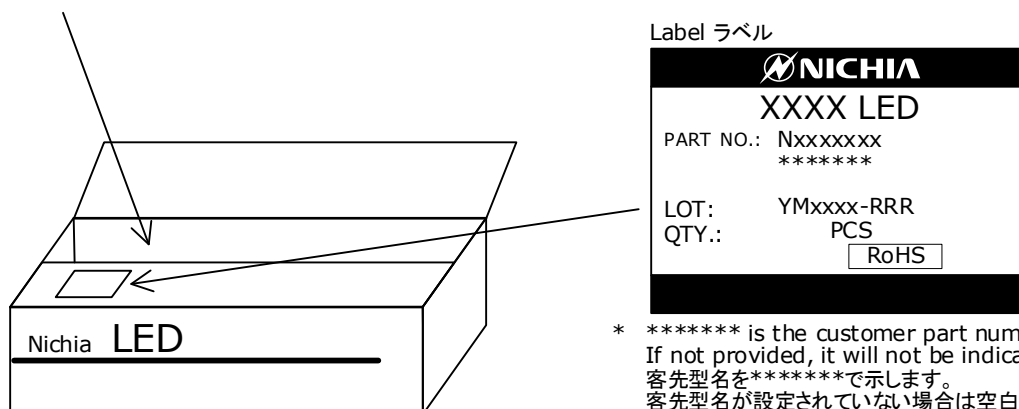 Label ラベル
NICHIA
XXXX LED
PART NO.: Nxxxxxxx
*******
LOT: YMxxxx-RRR
QTY.: PCS
RoHS
Nichia LED
* ******* is the customer part num
If not provided, it will not be indica
客先型名を*******で示します。
客先型名が設定されていない場合は空白